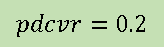 pdcvr = 0.2